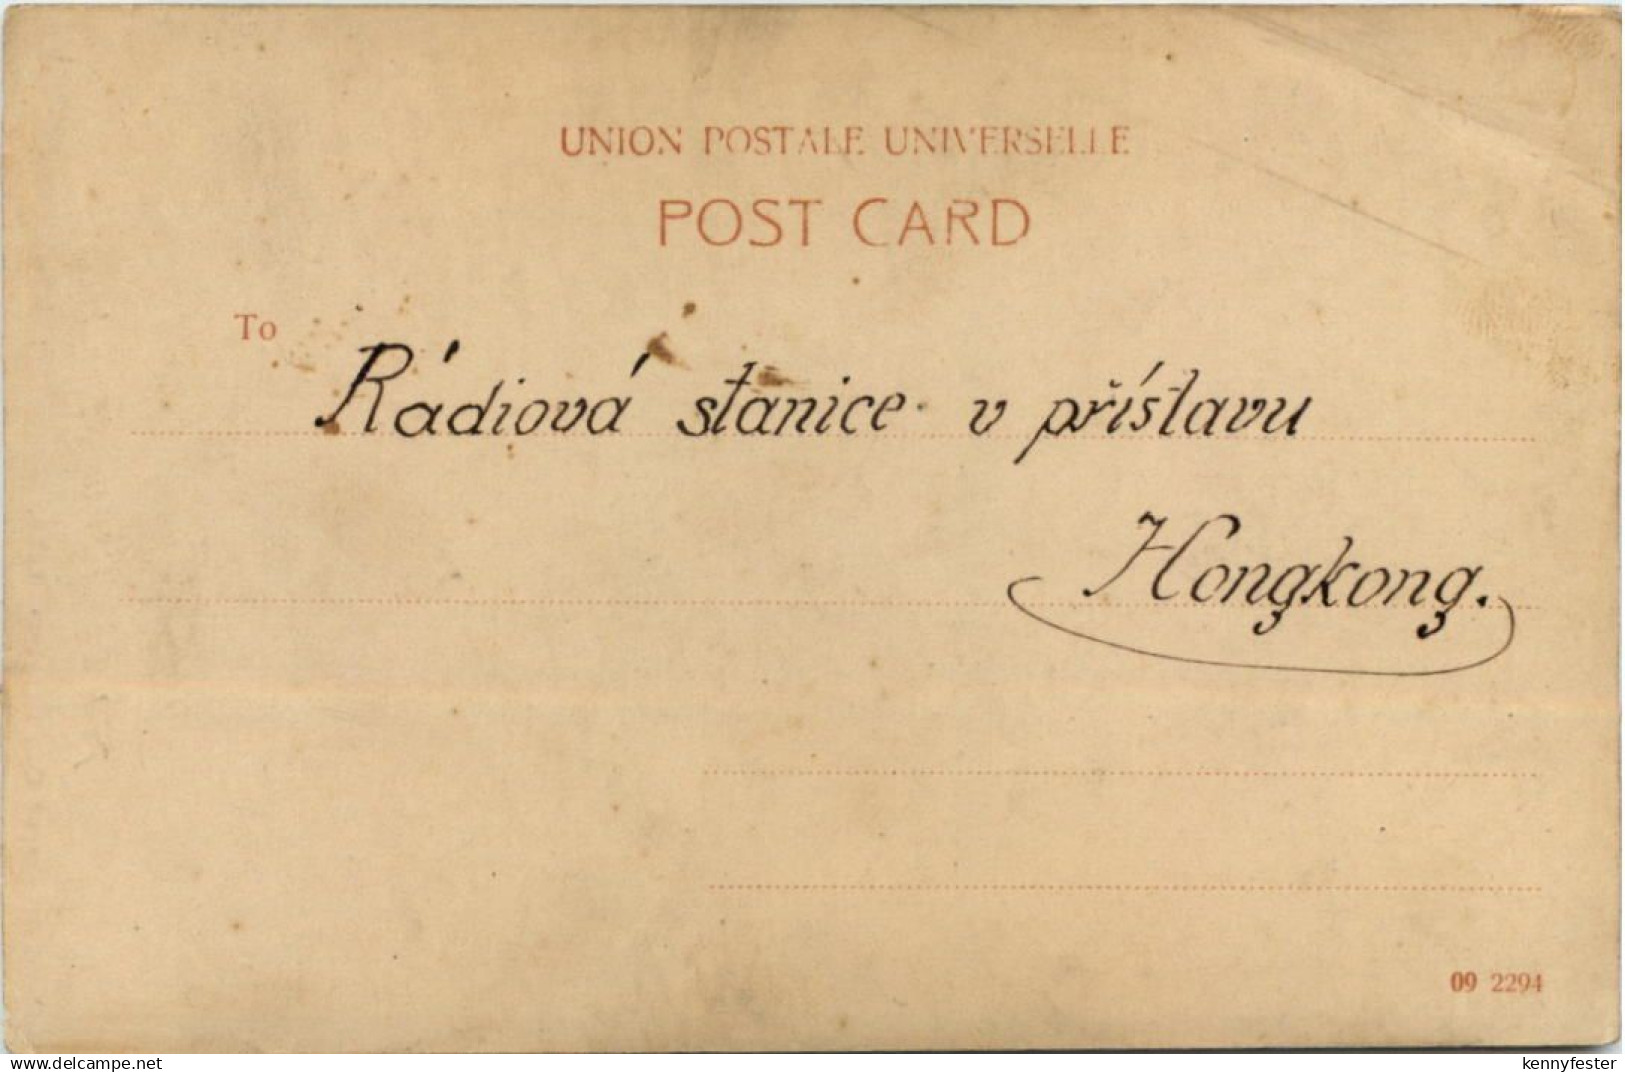 UNION POSTALE UNIVERSELLE
POST CARD
To
Rádiová stanice v přístavu
Hongkong.
09 2294
www.delcampe.net
kennyfester